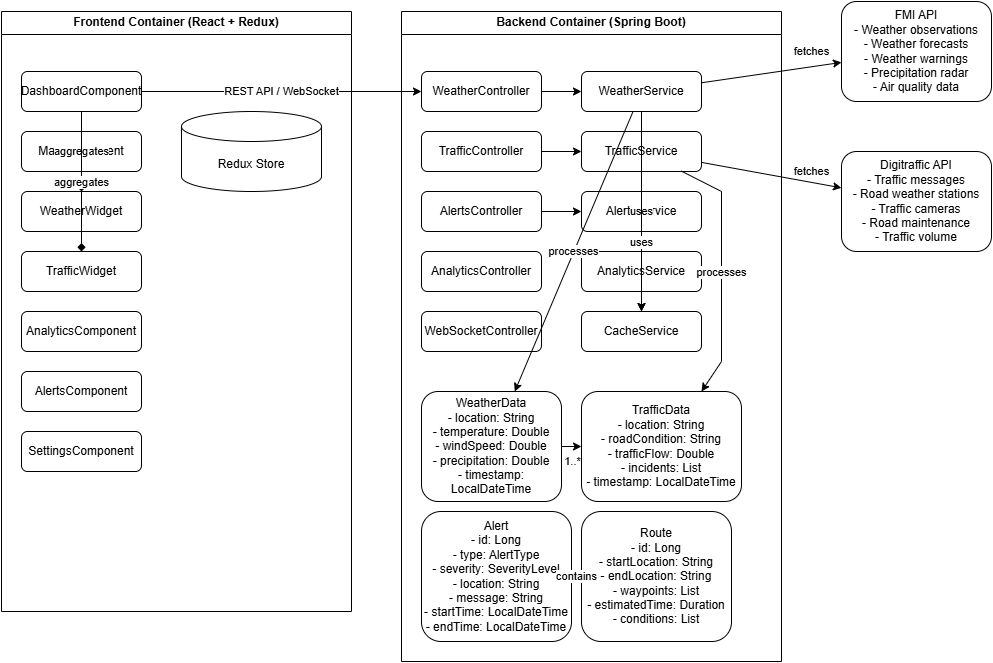 Frontend Container (React + Redux)
DashboardComponent
aggregates
aggregates
WeatherWidget
TrafficWidget
AnalyticsComponent
AlertsComponent
SettingsComponent
Redux Store
REST API / WebSocket
Backend Container (Spring Boot)
WeatherController
WeatherService
TrafficController
TrafficService
AlertsController
uses
uses
AnalyticsController
AnalyticsService
WebSocketController
CacheService
processes
processes
WeatherData
- location: String
- temperature: Double
- windSpeed: Double
- precipitation: Double
- timestamp:
LocalDateTime
1..*
TrafficData
- location: String
- roadCondition: String
- trafficFlow: Double
- incidents: List
- timestamp: LocalDateTime
Alert
- id: Long
- type: AlertType
- severity: SeverityLevel
- location: String
- message: String
- startTime: LocalDateTime
- endTime: LocalDateTime
contains
Route
- id: Long
- startLocation: String
- endLocation: String
- waypoints: List
- estimatedTime: Duration
- conditions: List
fetches
FMI API
- Weather observations
- Weather forecasts
- Weather warnings
- Precipitation radar
- Air quality data
fetches
Digitraffic API
- Traffic messages
- Road weather stations
- Traffic cameras
- Road maintenance
- Traffic volume